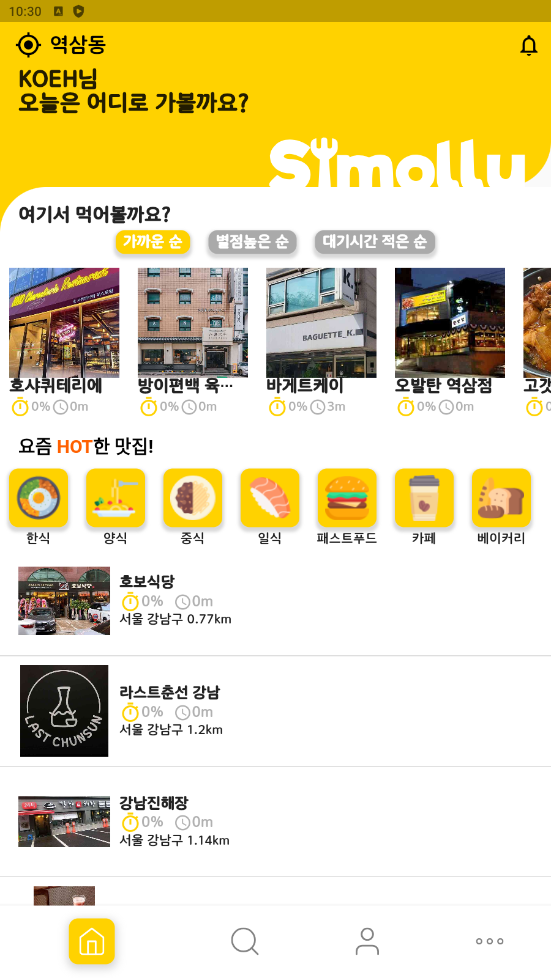 10:30
역삼동
KOEH님
오늘은 어디로 가볼까요?
Simolly
여기서 먹어볼까요?
가까운 순 별점높은 순 대기시간 적은 순
BAGUETTE_K.
호샤퀴테리에 방이편백 육… 바게트케이 오발탄 역삼점
0% 0m 0% 0m 0% 3m 0% 0m
요즘 HOT한 맛집!
한식 양식 중식 일식 패스트푸드 카페 베이커리
호보식당
0% 0m
서울 강남구 0.77km
LAST CHUNSUN
라스트춘선 강남
0% 0m
서울 강남구 1.2km
강남진해장
0% 0m
서울 강남구 1.14km